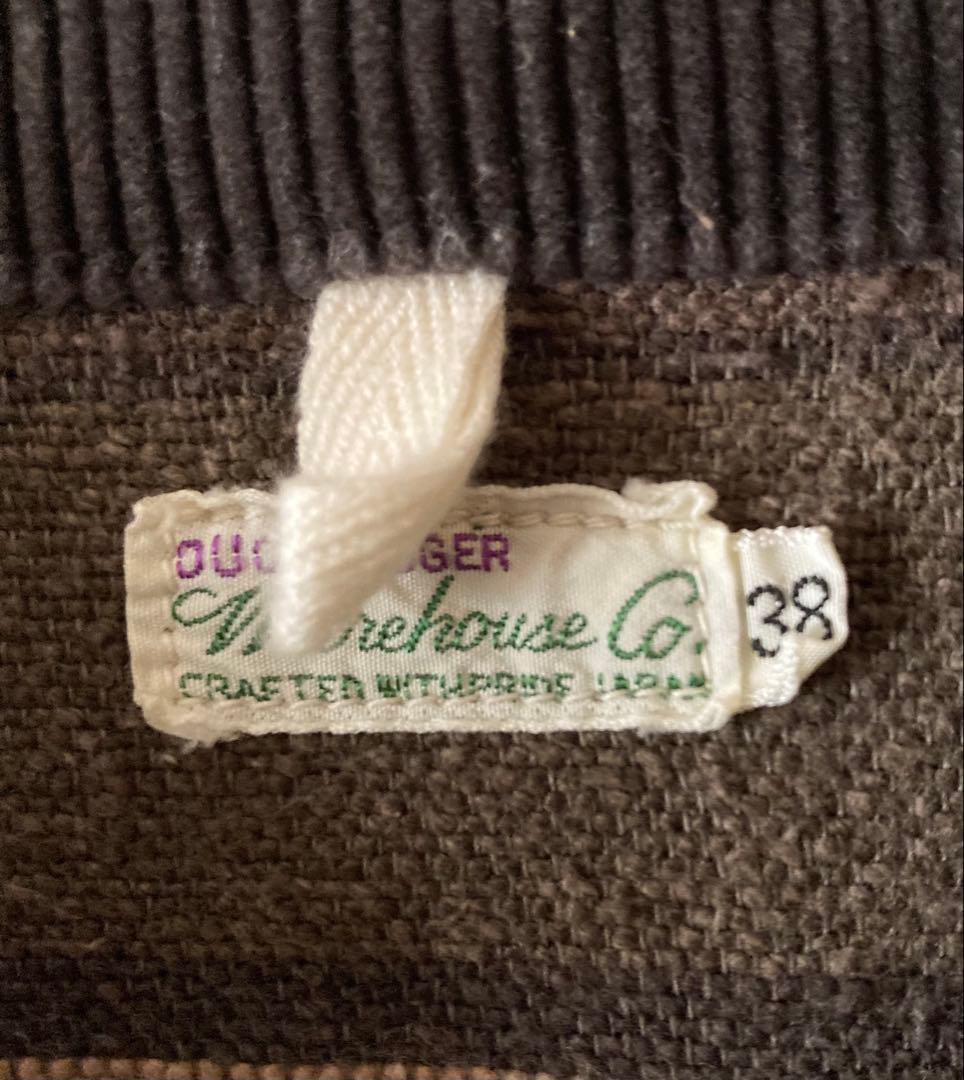 Warehouse Co.
CRAFTED WITH PRIDE JAPAN
38